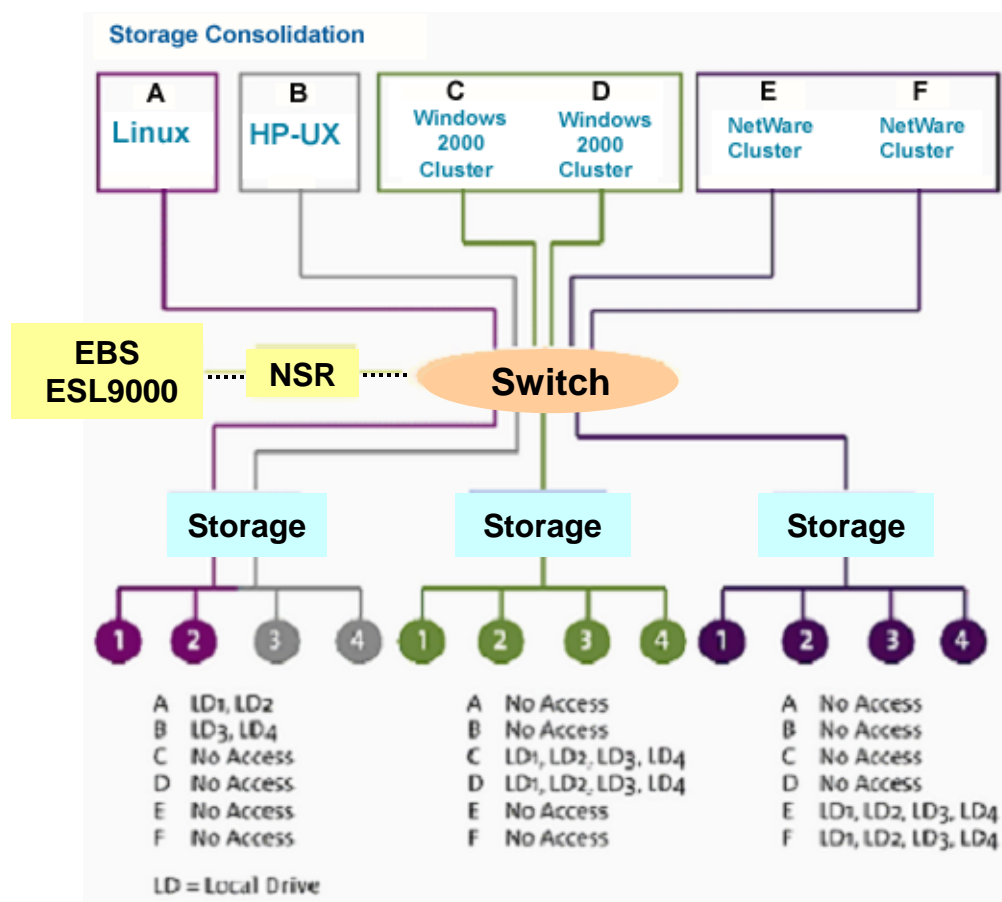 Storage Consolidation
A
Linux
B
HP-UX
C
Windows
2000
Cluster
D
Windows
2000
Cluster
E
NetWare
Cluster
F
NetWare
Cluster
EBS
ESL9000
NSR
Switch
Storage
Storage
Storage
1 2 3 4 1 2 3 4 1 2 3 4
A LD1, LD2
B LD3, LD4
C No Access
D No Access
E No Access
F No Access
A No Access
B No Access
C LD1, LD2, LD3, LD4
D LD1, LD2, LD3, LD4
E No Access
F No Access
A No Access
B No Access
C No Access
D No Access
E LD1, LD2, LD3, LD4
F LD1, LD2, LD3, LD4
LD = Local Drive